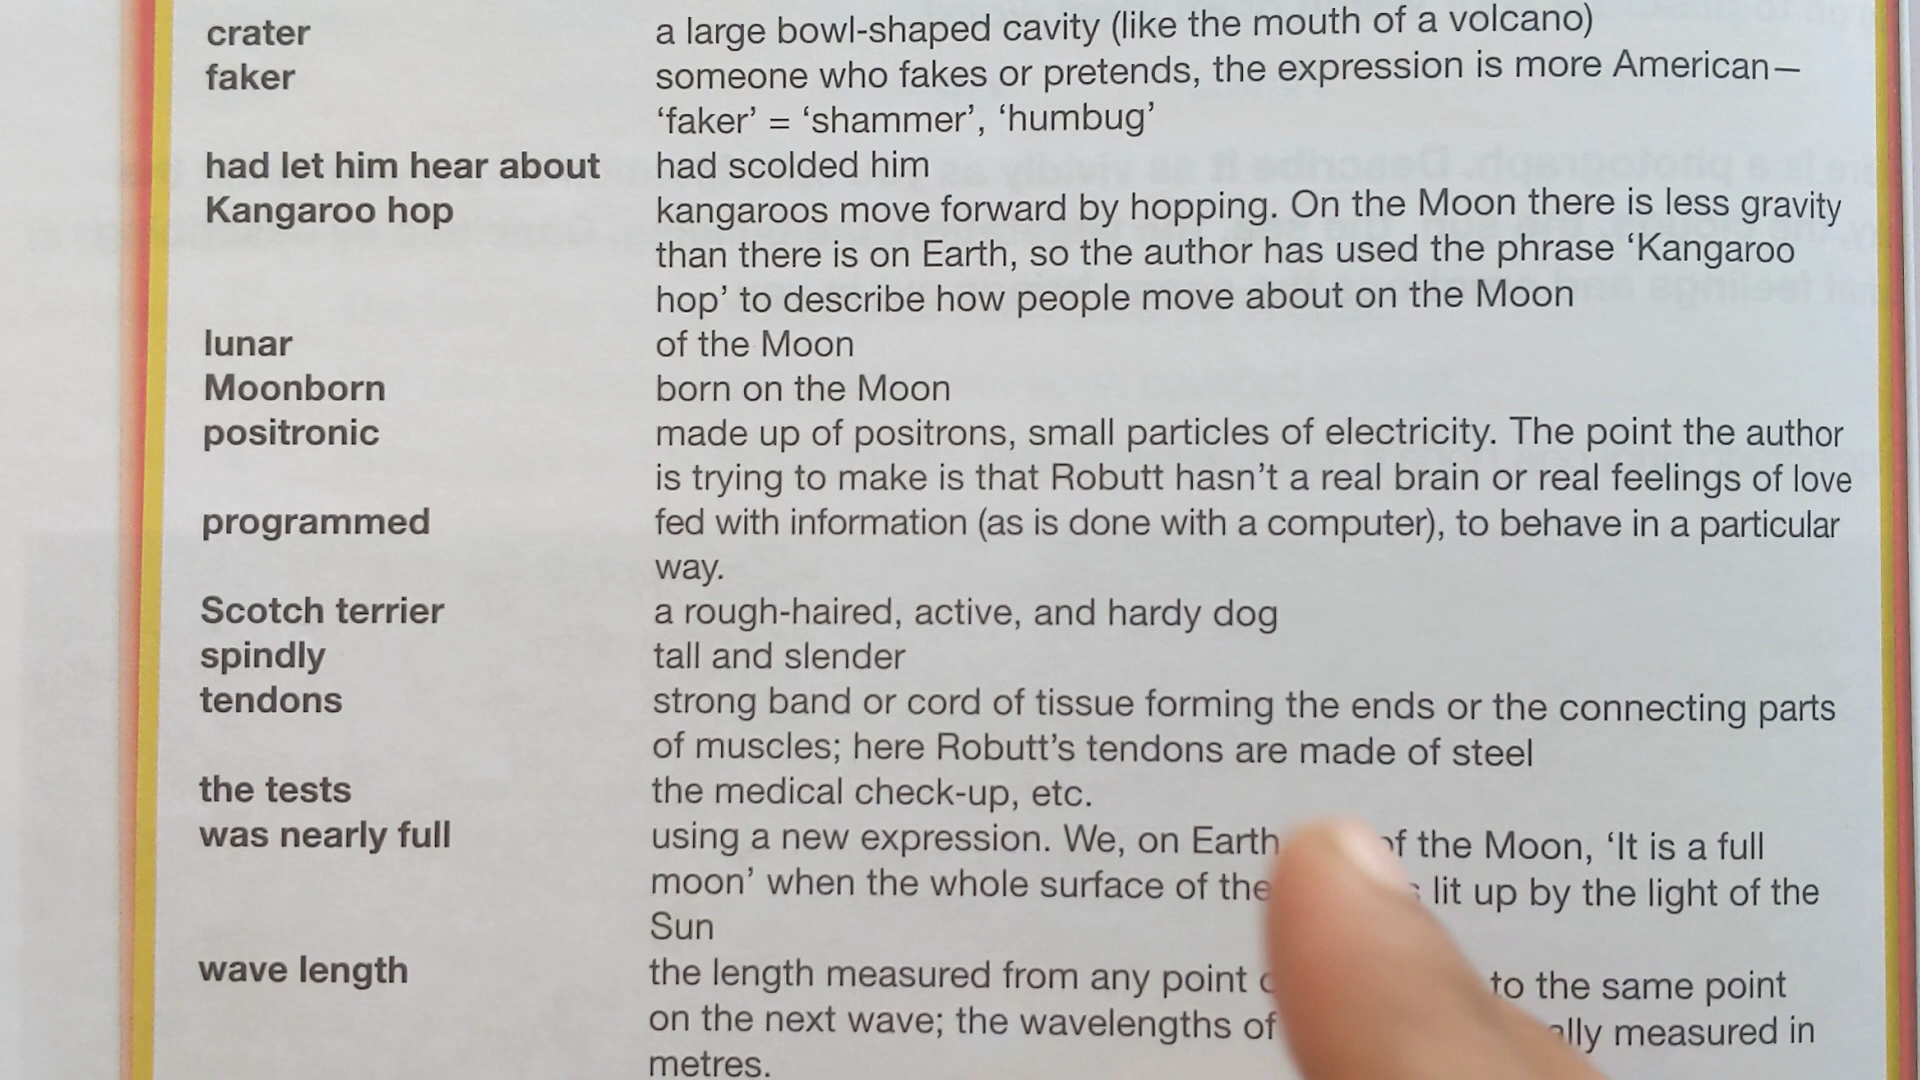 crater a large bowl-shaped cavity (like the mouth of a volcano)
faker someone who fakes or pretends, the expression is more American—
‘faker’ = ‘shammer’, ‘humbug’
had let him hear about had scolded him
Kangaroo hop kangaroos move forward by hopping. On the Moon there is less gravity
than there is on Earth, so the author has used the phrase ‘Kangaroo
hop’ to describe how people move about on the Moon
lunar of the Moon
Moonborn born on the Moon
positronic made up of positrons, small particles of electricity. The point the author
is trying to make is that Robutt hasn’t a real brain or real feelings of love
programmed fed with information (as is done with a computer), to behave in a particular
way.
Scotch terrier a rough-haired, active, and hardy dog
spindly tall and slender
tendons strong band or cord of tissue forming the ends or the connecting parts
of muscles; here Robutt’s tendons are made of steel
the tests the medical check-up, etc.
was nearly full using a new expression. We, on Earth the Moon, ‘It is a full
moon’ when the whole surface of the lit up by the light of the
Sun
wave length the length measured from any point to the same point
on the next wave; the wavelengths of measured in
metres.